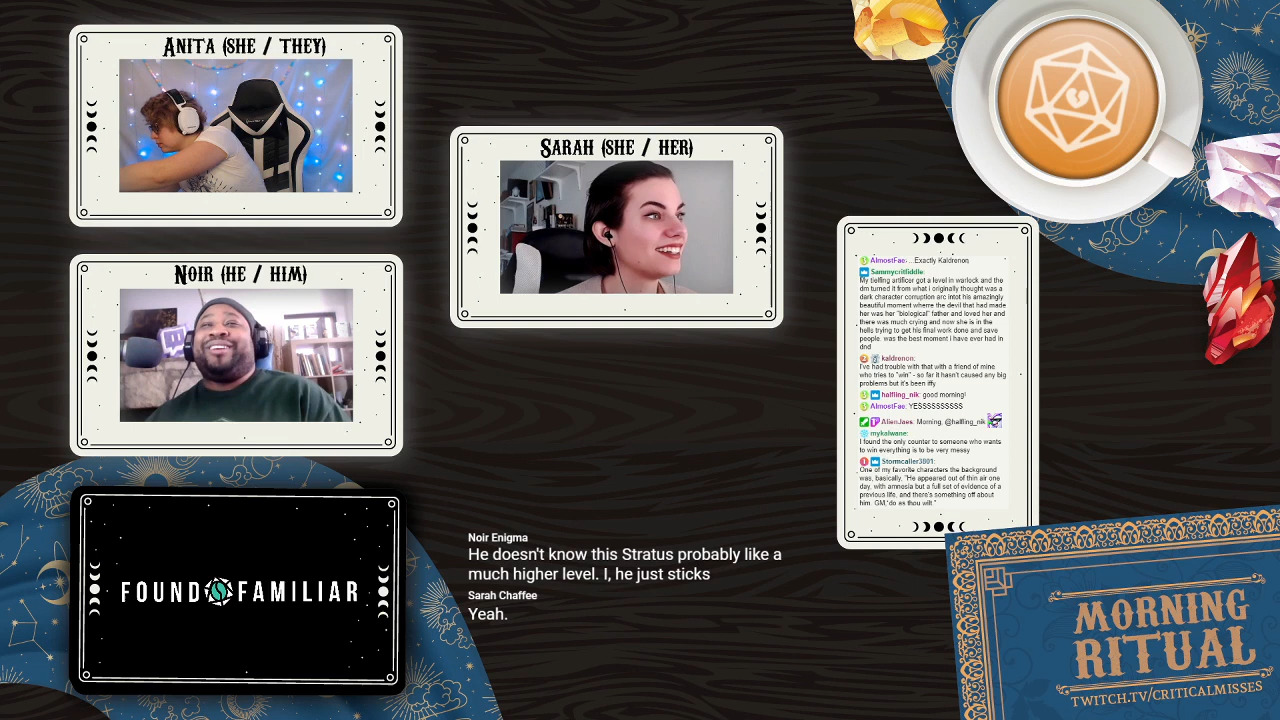 ANITA (SHE / THEY)
NOIR (HE / HIM)
FOUND FAMILIAR
SARAH (SHE / HER)
Noir Enigma
He doesn't know this Stratus probably like a
much higher level. I, he just sticks
Sarah Chaffee
Yeah.
AlmostFae: ...Exactly Kaldrenon
Sammycritfiddle:
My tiefling artificer got a level in warlock and the
dm turned it from what i originally thought was a
dark character corruption arc intot his amazingly
beautiful moment where the devil that had made
her was her "biological" father and loved her and
there was much crying and now she is in the
hells trying to get his final work done and save
people. was the best moment i have ever had in
dnd
kaldrenon:
I've had trouble with that with a friend of mine
who tries to "win" - so far it hasn't caused any big
problems but it's been iffy
halfling_nik: good morning!
AlmostFae: YESSSSSSSSSS
AlienJaes: Morning, @halfling_nik
mykalwane:
I found the only counter to someone who wants
to win everything is to be very messy
Stormcaller3801:
One of my favorite characters the background
was, basically, "He appeared out of thin air one
day, with amnesia but a full set of evidence of a
previous life, and there's something off about
him. GM, do as thou wilt."
MORNING
RITUAL
TWITCH.TV/CRITICALMISSES